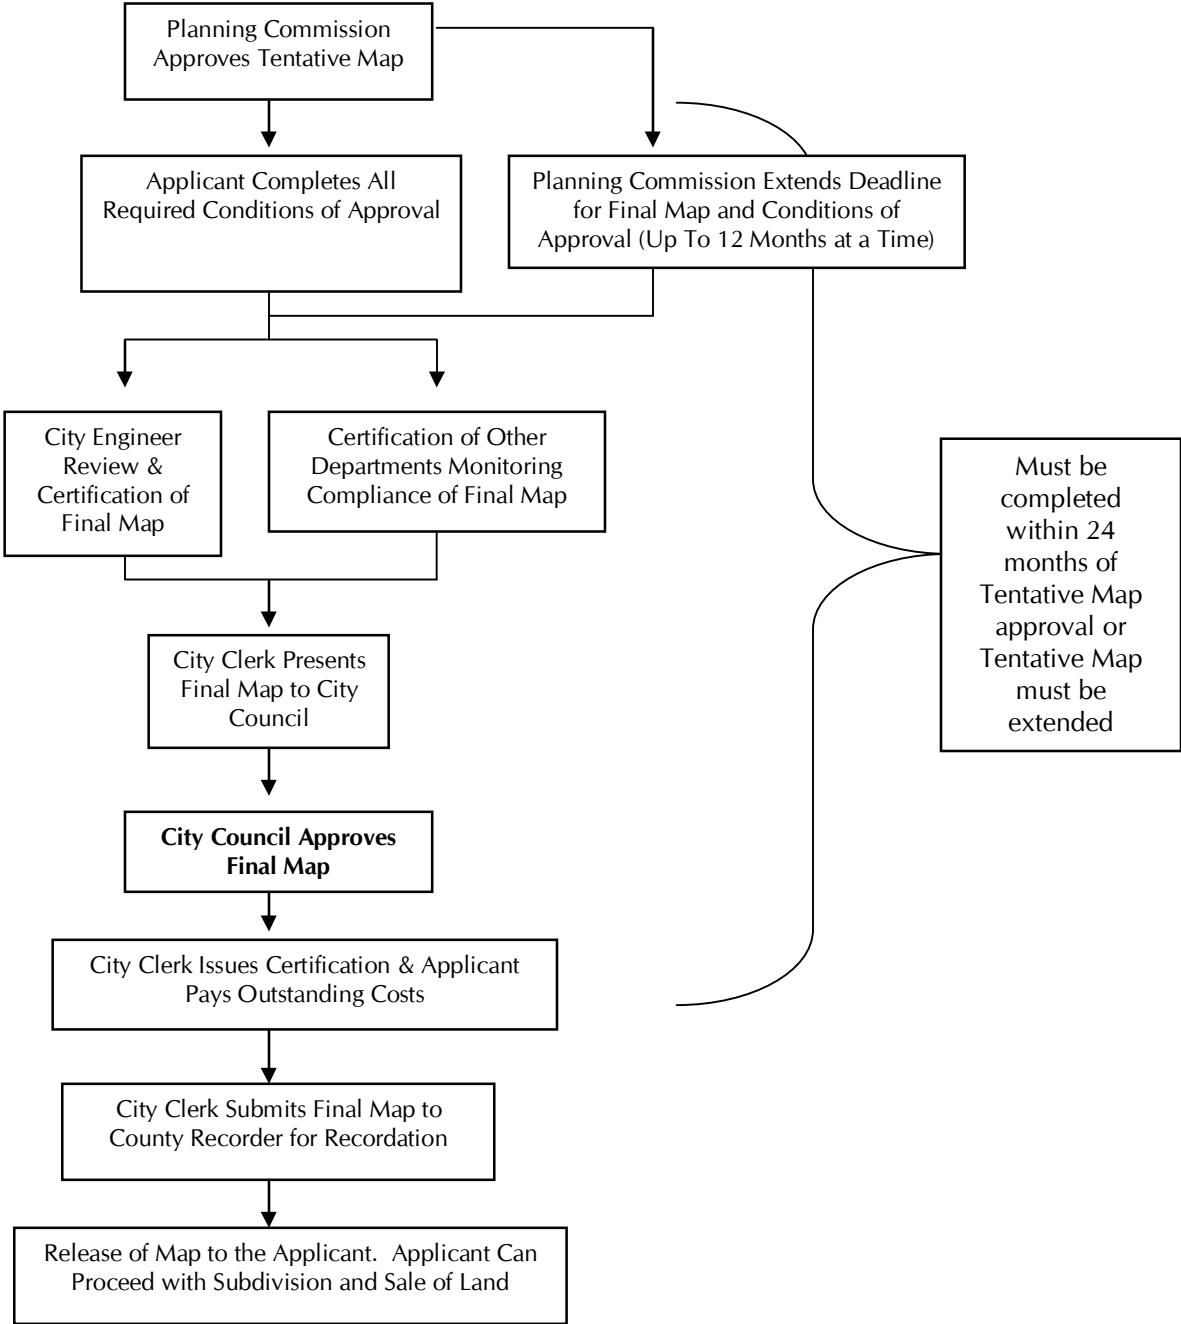 Planning Commission
Approves Tentative Map
Applicant Completes All
Required Conditions of Approval
Planning Commission Extends Deadline
for Final Map and Conditions of
Approval (Up To 12 Months at a Time)
City Engineer
Review &
Certification of
Final Map
Certification of Other
Departments Monitoring
Compliance of Final Map
Must be
completed
within 24
months of
Tentative Map
approval or
Tentative Map
must be
extended
City Clerk Presents
Final Map to City
Council
City Council Approves
Final Map
City Clerk Issues Certification & Applicant
Pays Outstanding Costs
City Clerk Submits Final Map to
County Recorder for Recordation
Release of Map to the Applicant.  Applicant Can
Proceed with Subdivision and Sale of Land